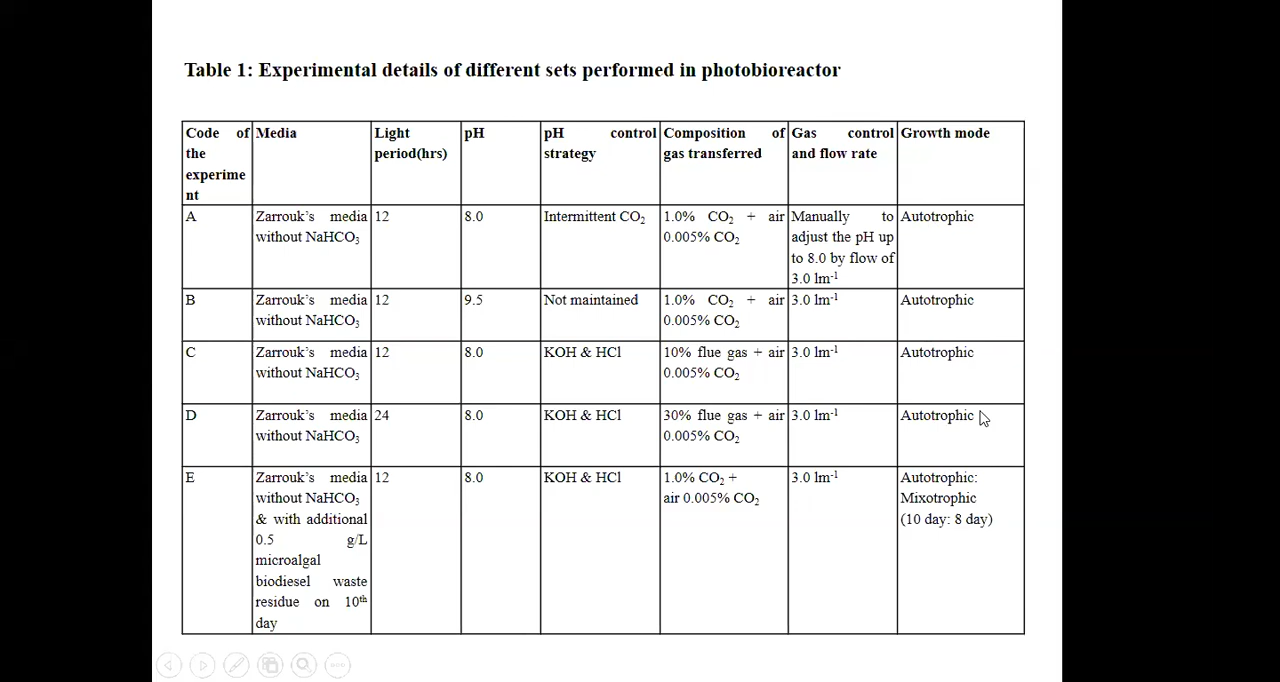 Table 1: Experimental details of different sets performed in photobioreactor
Code of the experime nt | Media | Light period(hrs) | pH | pH control strategy | Composition of gas transferred | Gas control and flow rate | Growth mode
A | Zarrouk's media without NaHCO₃ | 12 | 8.0 | Intermittent CO₂ | 1.0% CO₂ + air 0.005% CO₂ | Manually to adjust the pH up to 8.0 by flow of 3.0 lm⁻¹ | Autotrophic
B | Zarrouk's media without NaHCO₃ | 12 | 9.5 | Not maintained | 1.0% CO₂ + air 0.005% CO₂ | 3.0 lm⁻¹ | Autotrophic
C | Zarrouk's media without NaHCO₃ | 12 | 8.0 | KOH & HCl | 10% flue gas + air 0.005% CO₂ | 3.0 lm⁻¹ | Autotrophic
D | Zarrouk's media without NaHCO₃ | 24 | 8.0 | KOH & HCl | 30% flue gas + air 0.005% CO₂ | 3.0 lm⁻¹ | Autotrophic
E | Zarrouk's media without NaHCO₃ & with additional 0.5 g/L microalgal biodiesel waste residue on 10ᵗʰ day | 12 | 8.0 | KOH & HCl | 1.0% CO₂ + air 0.005% CO₂ | 3.0 lm⁻¹ | Autotrophic: Mixotrophic (10 day: 8 day)